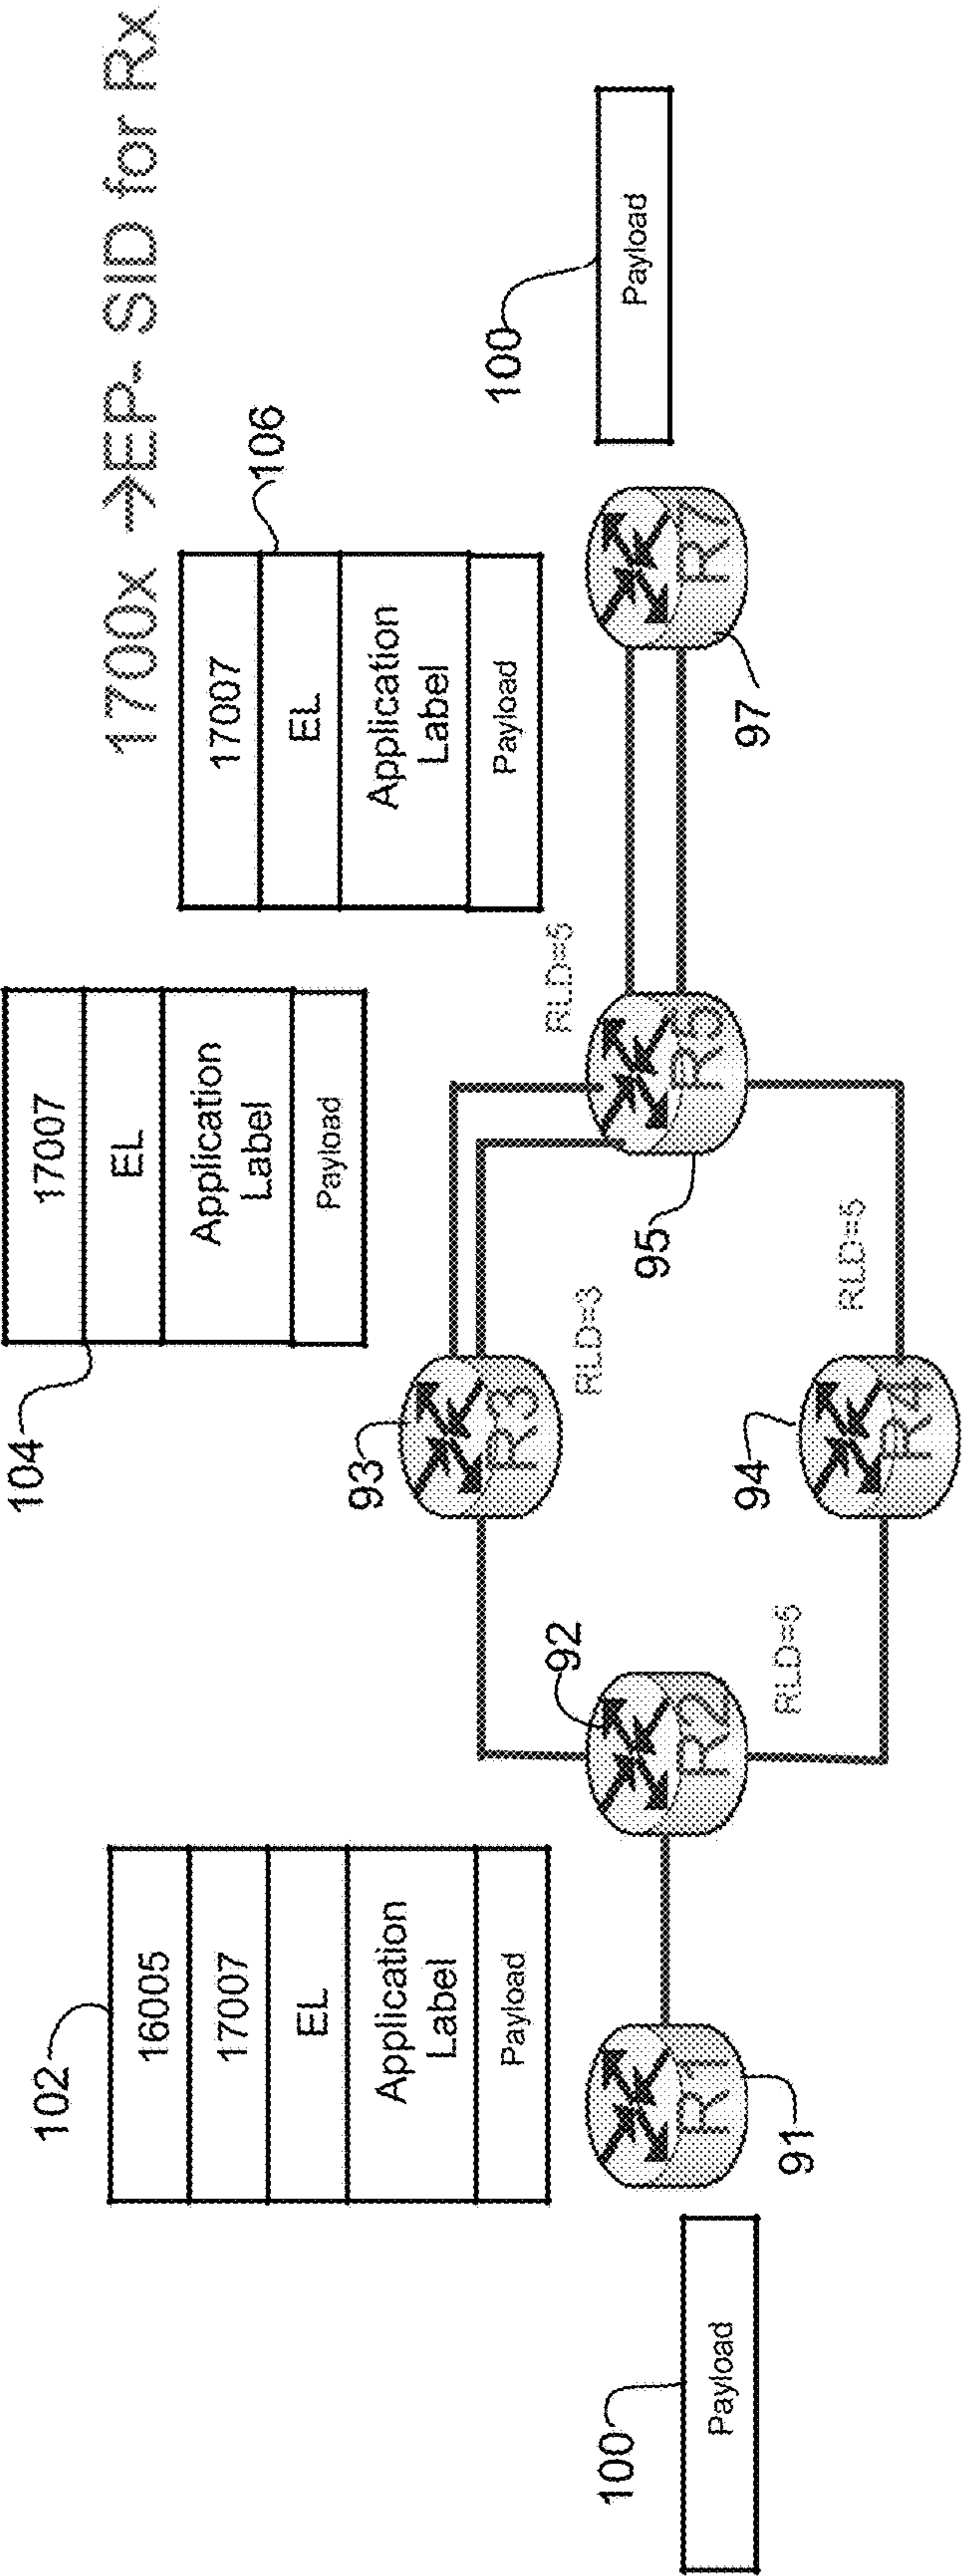 1700x →EP- SID for Rx
104
17007
EL
Application
Label
Payload
102
16005
17007
EL
Application
Label
Payload
106
17007
EL
Application
Label
Payload
100
Payload
R1
91
R2
92
RLD=5
93
R3
RLD=3
94
R4
RLD=5
95
R5
RLD=5
R7
97
100
Payload